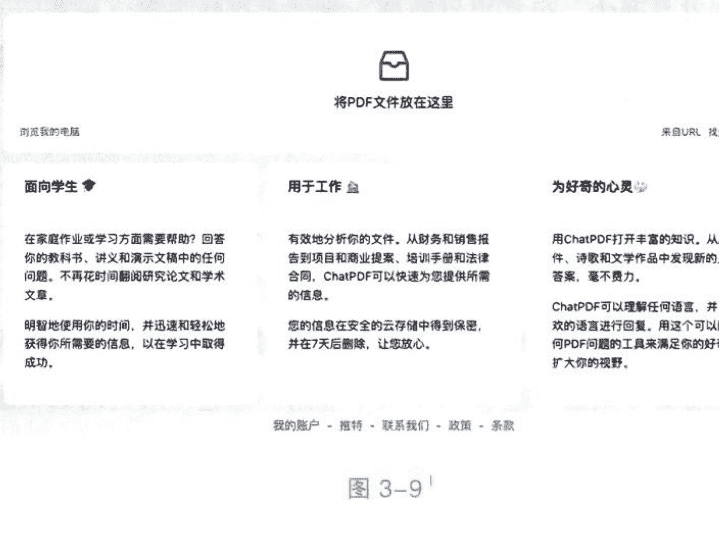 将PDF文件放在这里
浏览我的电脑
来自URL 找
面向学生
在家庭作业或学习方面需要帮助？回答
你的教科书、讲义和演示文稿中的任何
问题。不再花时间翻阅研究论文和学术
文章。
明智地使用你的时间，并迅速和轻松地
获得你所需要的信息，以在学习中取得
成功。
用于工作
有效地分析你的文件。从财务和销售报
告到项目和商业提案、培训手册和法律
合同，ChatPDF可以快速为您提供所需
的信息。
您的信息在安全的云存储中得到保密，
并在7天后删除，让您放心。
为好奇的心灵
用ChatPDF打开丰富的知识。从
件、诗歌和文学作品中发现新的
答案，毫不费力。
ChatPDF可以理解任何语言，并
欢的语言进行回复。用这个可以
何PDF问题的工具来满足你的好
扩大你的视野。
我的账户 - 推特 - 联系我们 - 政策 - 条款
图 3-9